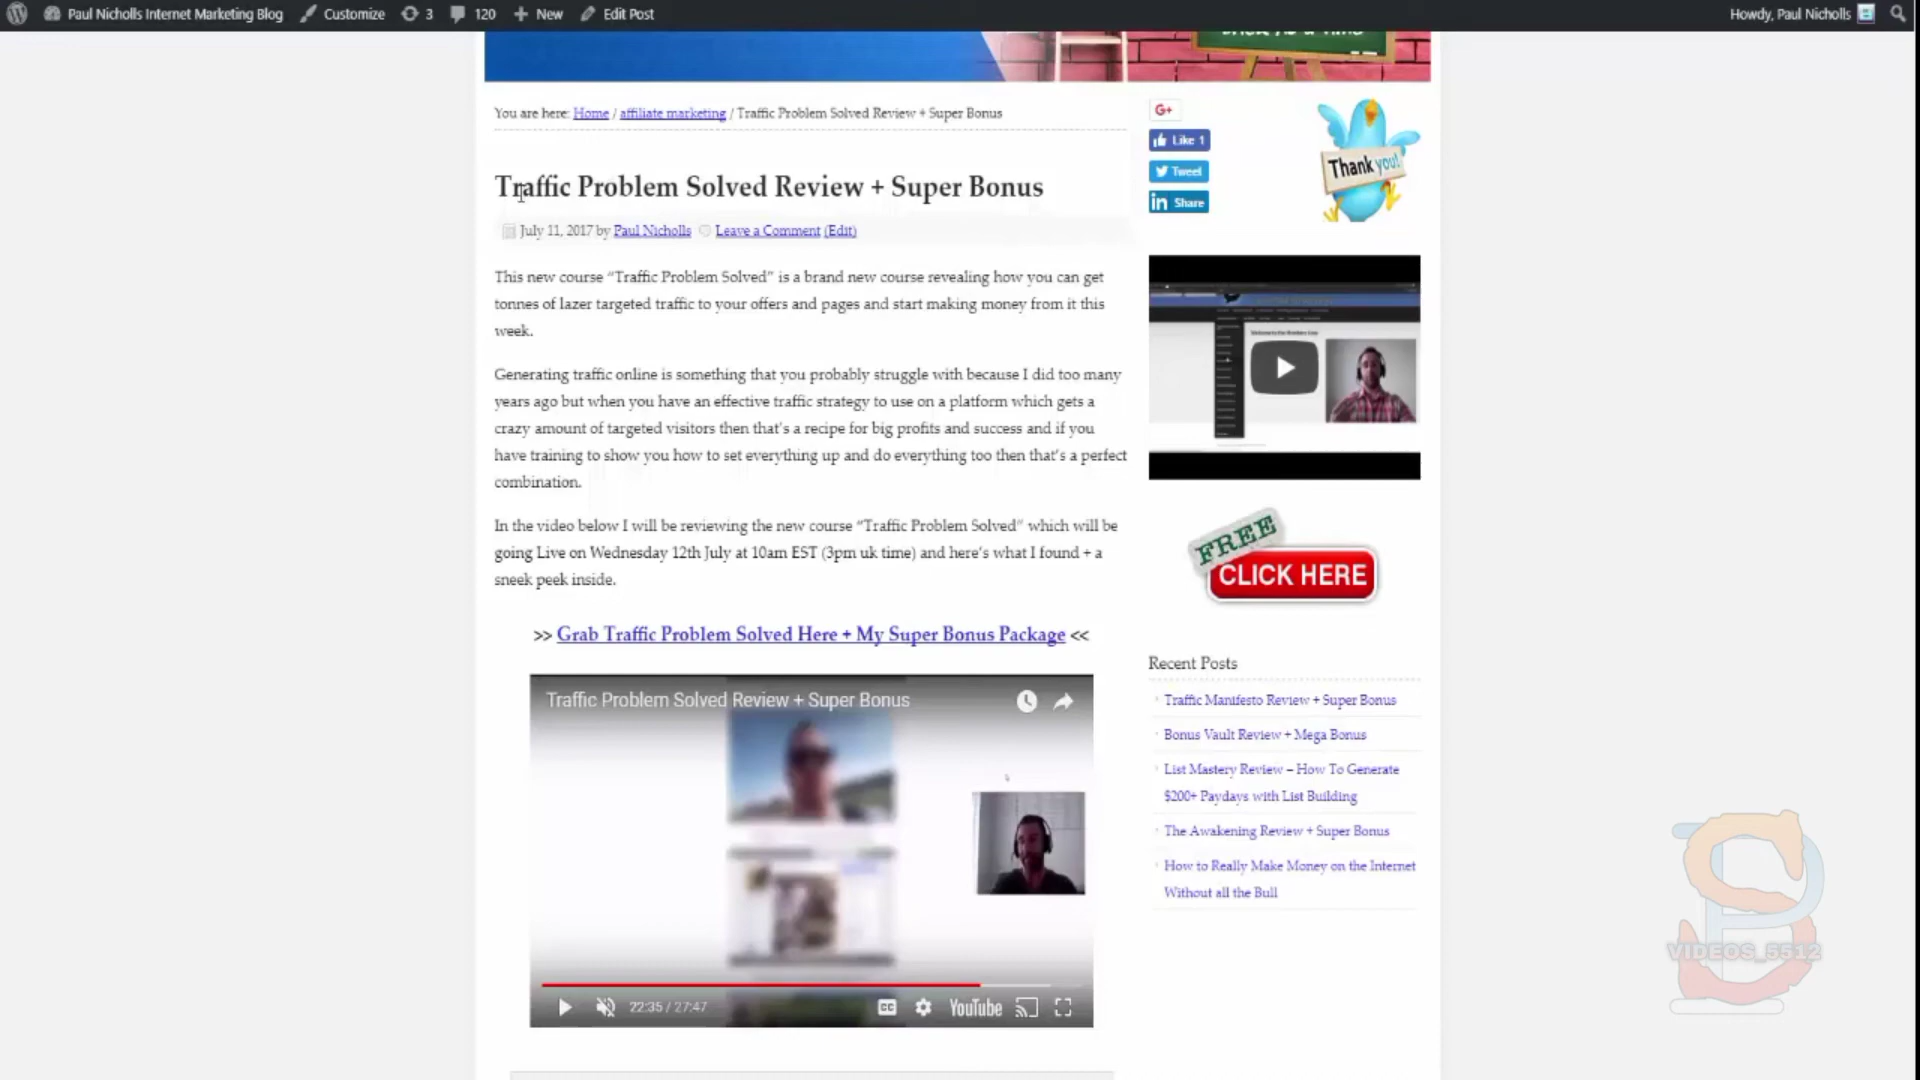 Paul Nicholls Internet Marketing Blog Customize 3 120 New Edit Post Howdy, Paul Nicholls
You are here: Home / affiliate marketing / Traffic Problem Solved Review + Super Bonus
G+
Like 1
Tweet
in Share
Thank you!
Traffic Problem Solved Review + Super Bonus
July 11, 2017 by Paul Nicholls Leave a Comment (Edit)
This new course “Traffic Problem Solved” is a brand new course revealing how you can get
tonnes of lazer targeted traffic to your offers and pages and start making money from it this
week.
Generating traffic online is something that you probably struggle with because I did too many
years ago but when you have an effective traffic strategy to use on a platform which gets a
crazy amount of targeted visitors then that’s a recipe for big profits and success and if you
have training to show you how to set everything up and do everything too then that’s a perfect
combination.
In the video below I will be reviewing the new course “Traffic Problem Solved” which will be
going Live on Wednesday 12th July at 10am EST (3pm uk time) and here’s what I found + a
sneek peek inside.
>> Grab Traffic Problem Solved Here + My Super Bonus Package <<
Traffic Problem Solved Review + Super Bonus
22:35 / 27:47
CC
YouTube
FREE
CLICK HERE
Recent Posts
Traffic Manifesto Review + Super Bonus
Bonus Vault Review + Mega Bonus
List Mastery Review – How To Generate
$200+ Paydays with List Building
The Awakening Review + Super Bonus
How to Really Make Money on the Internet
Without all the Bull
VIDEOS_5512